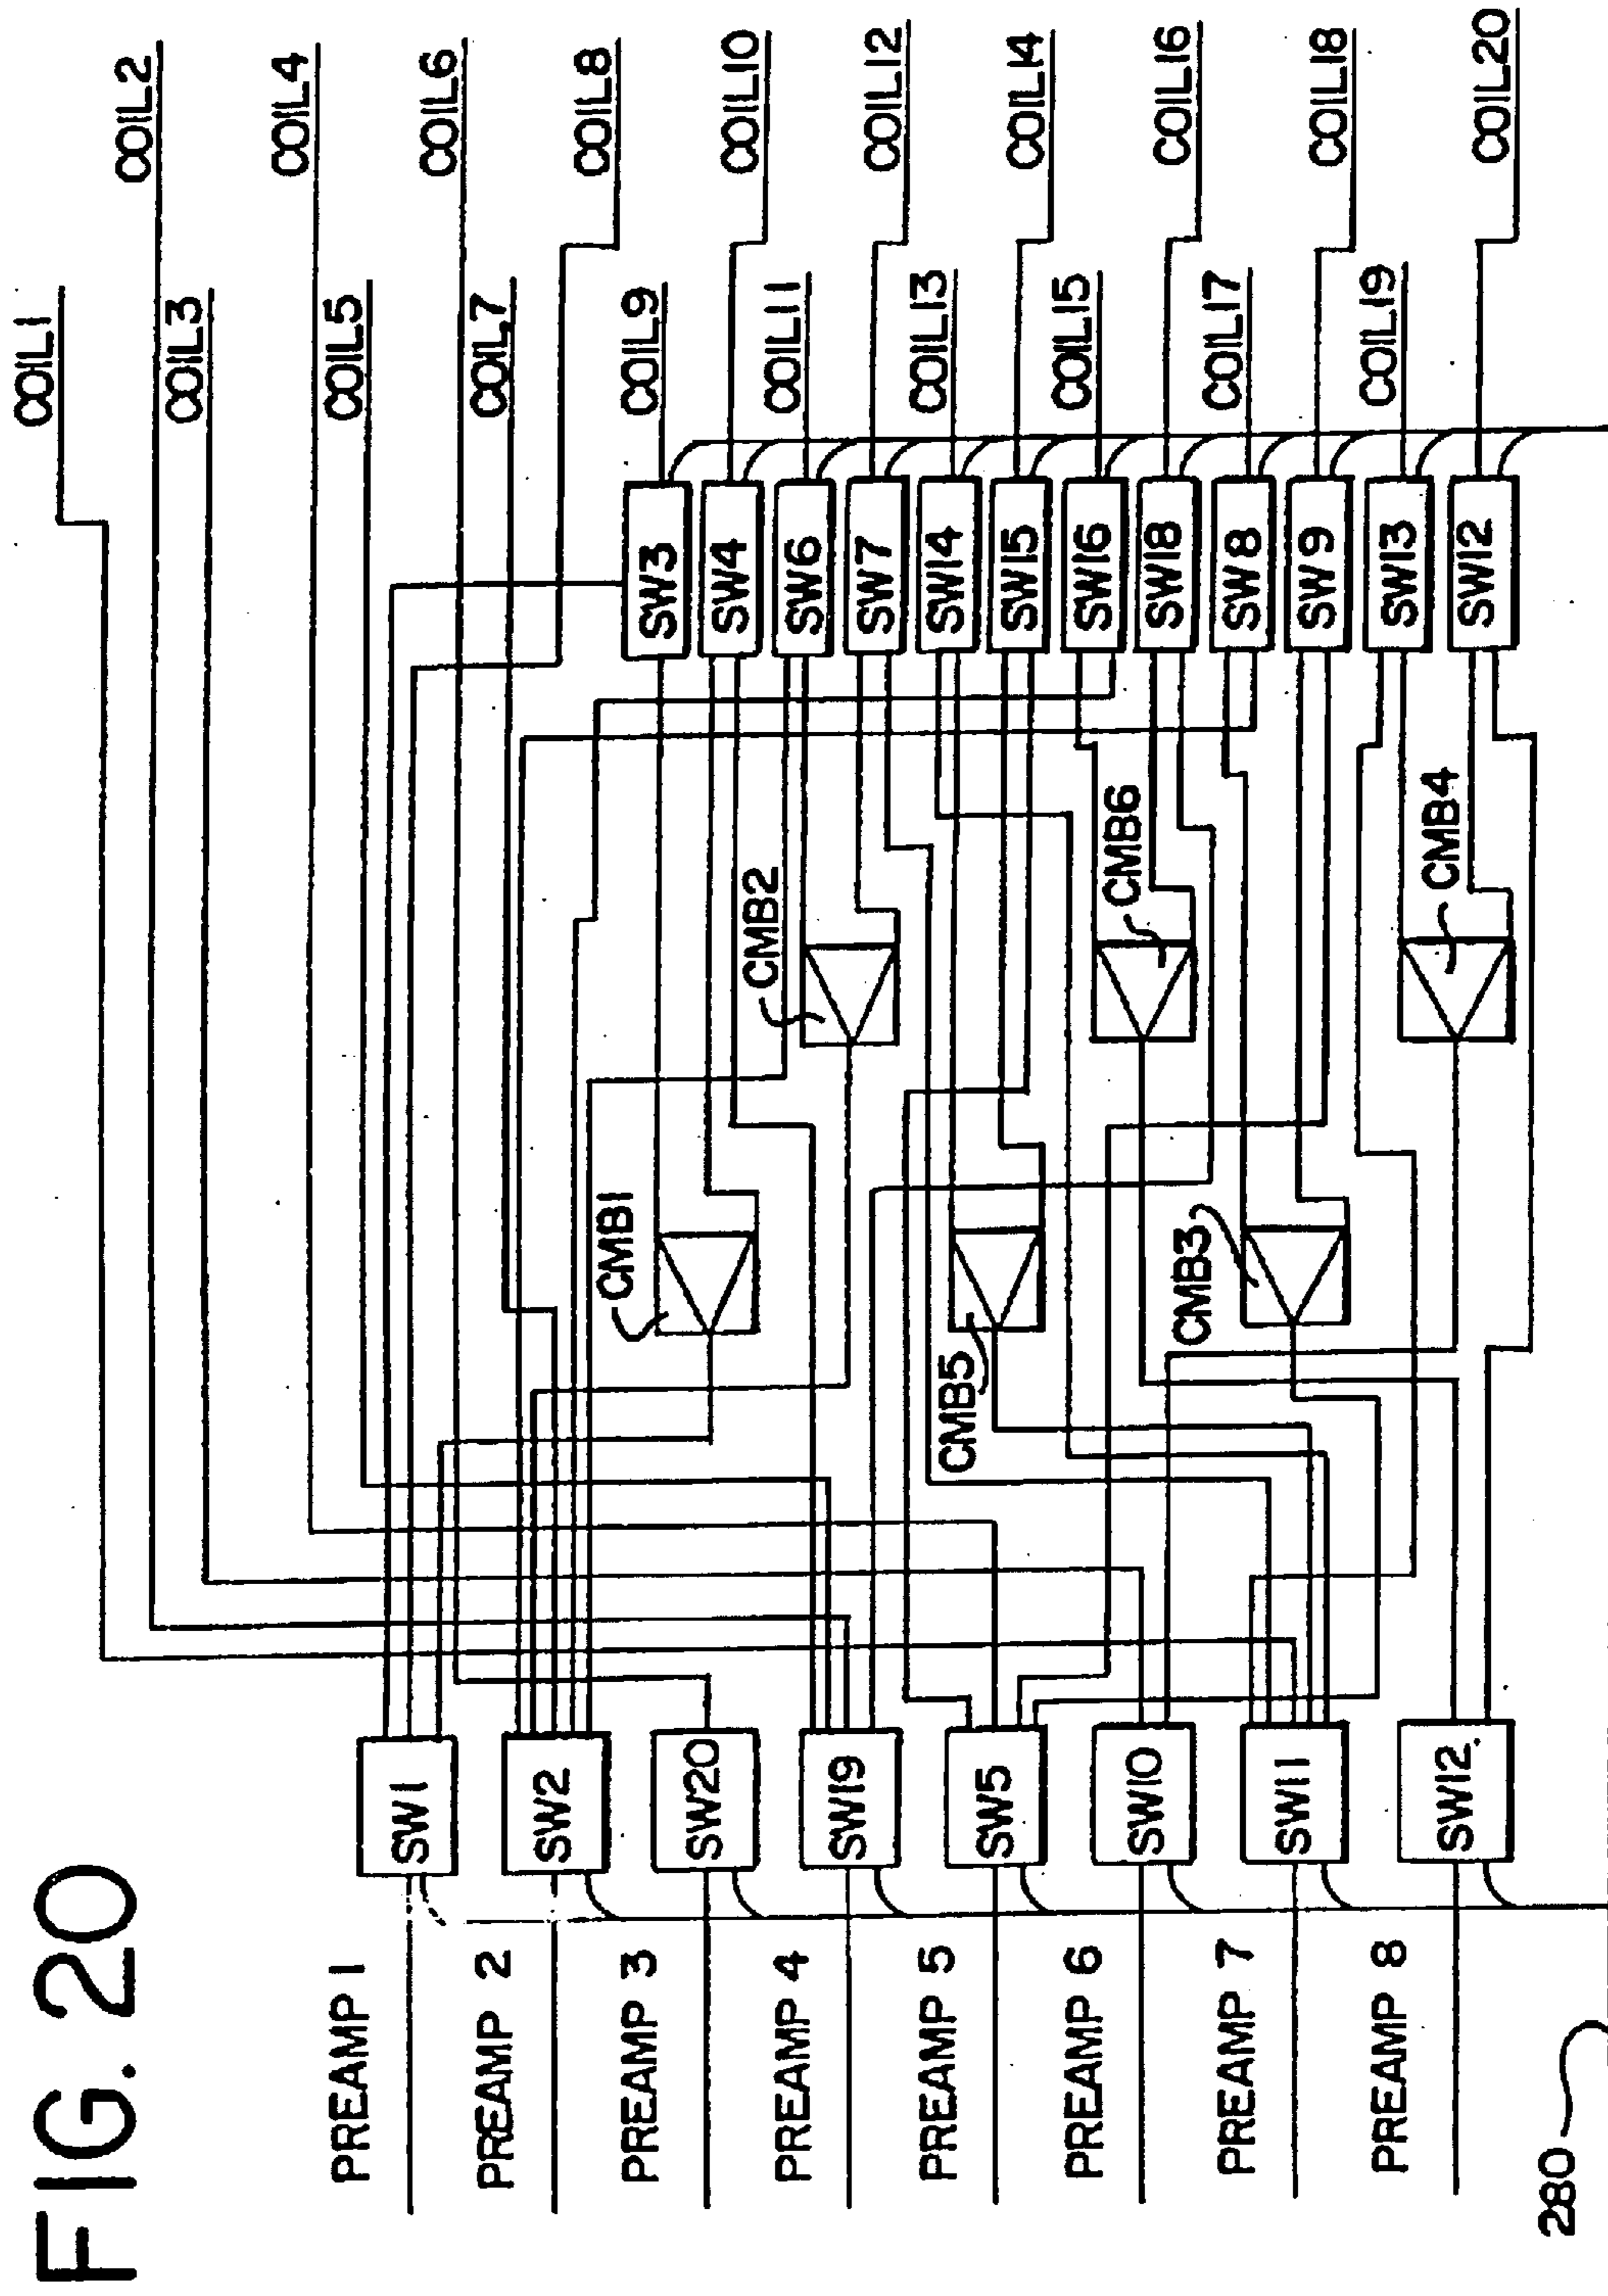 FIG. 20
COIL1
COIL2
COIL3
COIL4
COIL5
COIL6
COIL7
COIL8
COIL9
COIL10
COIL11
COIL12
COIL13
COIL14
COIL15
COIL16
COIL17
COIL18
COIL19
COIL20
SW3
SW4
SW6
SW7
SW14
SW15
SW16
SW18
SW8
SW9
SW13
SW12
CMB1
CMB2
CMB5
CMB6
CMB3
CMB4
SW1
SW2
SW20
SW19
SW5
SW10
SW11
SW12
PREAMP 1
PREAMP 2
PREAMP 3
PREAMP 4
PREAMP 5
PREAMP 6
PREAMP 7
PREAMP 8
280